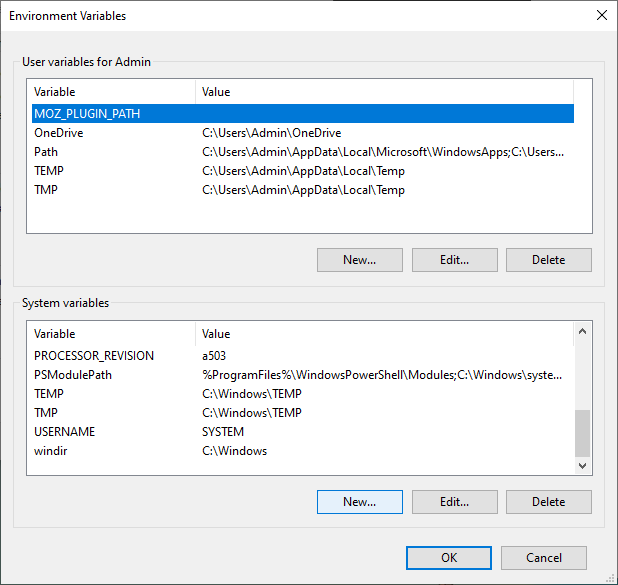 Environment Variables
User variables for Admin
Variable Value
MOZ_PLUGIN_PATH
OneDrive C:\Users\Admin\OneDrive
Path C:\Users\Admin\AppData\Local\Microsoft\WindowsApps;C:\Users...
TEMP C:\Users\Admin\AppData\Local\Temp
TMP C:\Users\Admin\AppData\Local\Temp
New... Edit... Delete
System variables
Variable Value
PROCESSOR_REVISION a503
PSModulePath %ProgramFiles%\WindowsPowerShell\Modules;C:\Windows\syste...
TEMP C:\Windows\TEMP
TMP C:\Windows\TEMP
USERNAME SYSTEM
windir C:\Windows
New... Edit... Delete
OK Cancel